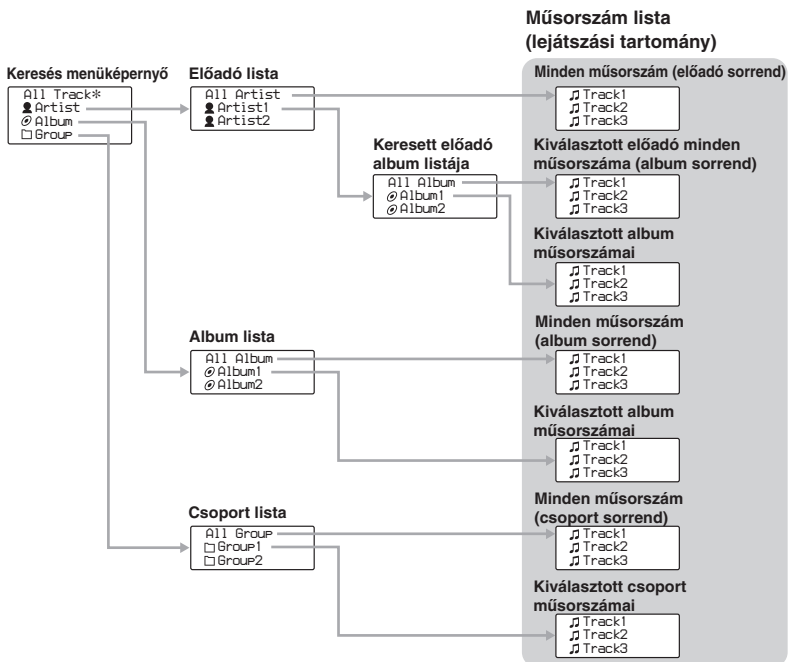 Műsorszám lista
(lejátszási tartomány)
Keresés menüképernyő
All Track*
Artist
Album
Group
Előadó lista
All Artist
Artist1
Artist2
Minden műsorszám (előadó sorrend)
Track1
Track2
Track3
Keresett előadó
album listája
All Album
Album1
Album2
Kiválasztott előadó minden
műsorszáma (album sorrend)
Track1
Track2
Track3
Kiválasztott album
műsorszámai
Track1
Track2
Track3
Album lista
All Album
Album1
Album2
Minden műsorszám
(album sorrend)
Track1
Track2
Track3
Kiválasztott album
műsorszámai
Track1
Track2
Track3
Csoport lista
All Group
Group1
Group2
Minden műsorszám
(csoport sorrend)
Track1
Track2
Track3
Kiválasztott csoport
műsorszámai
Track1
Track2
Track3